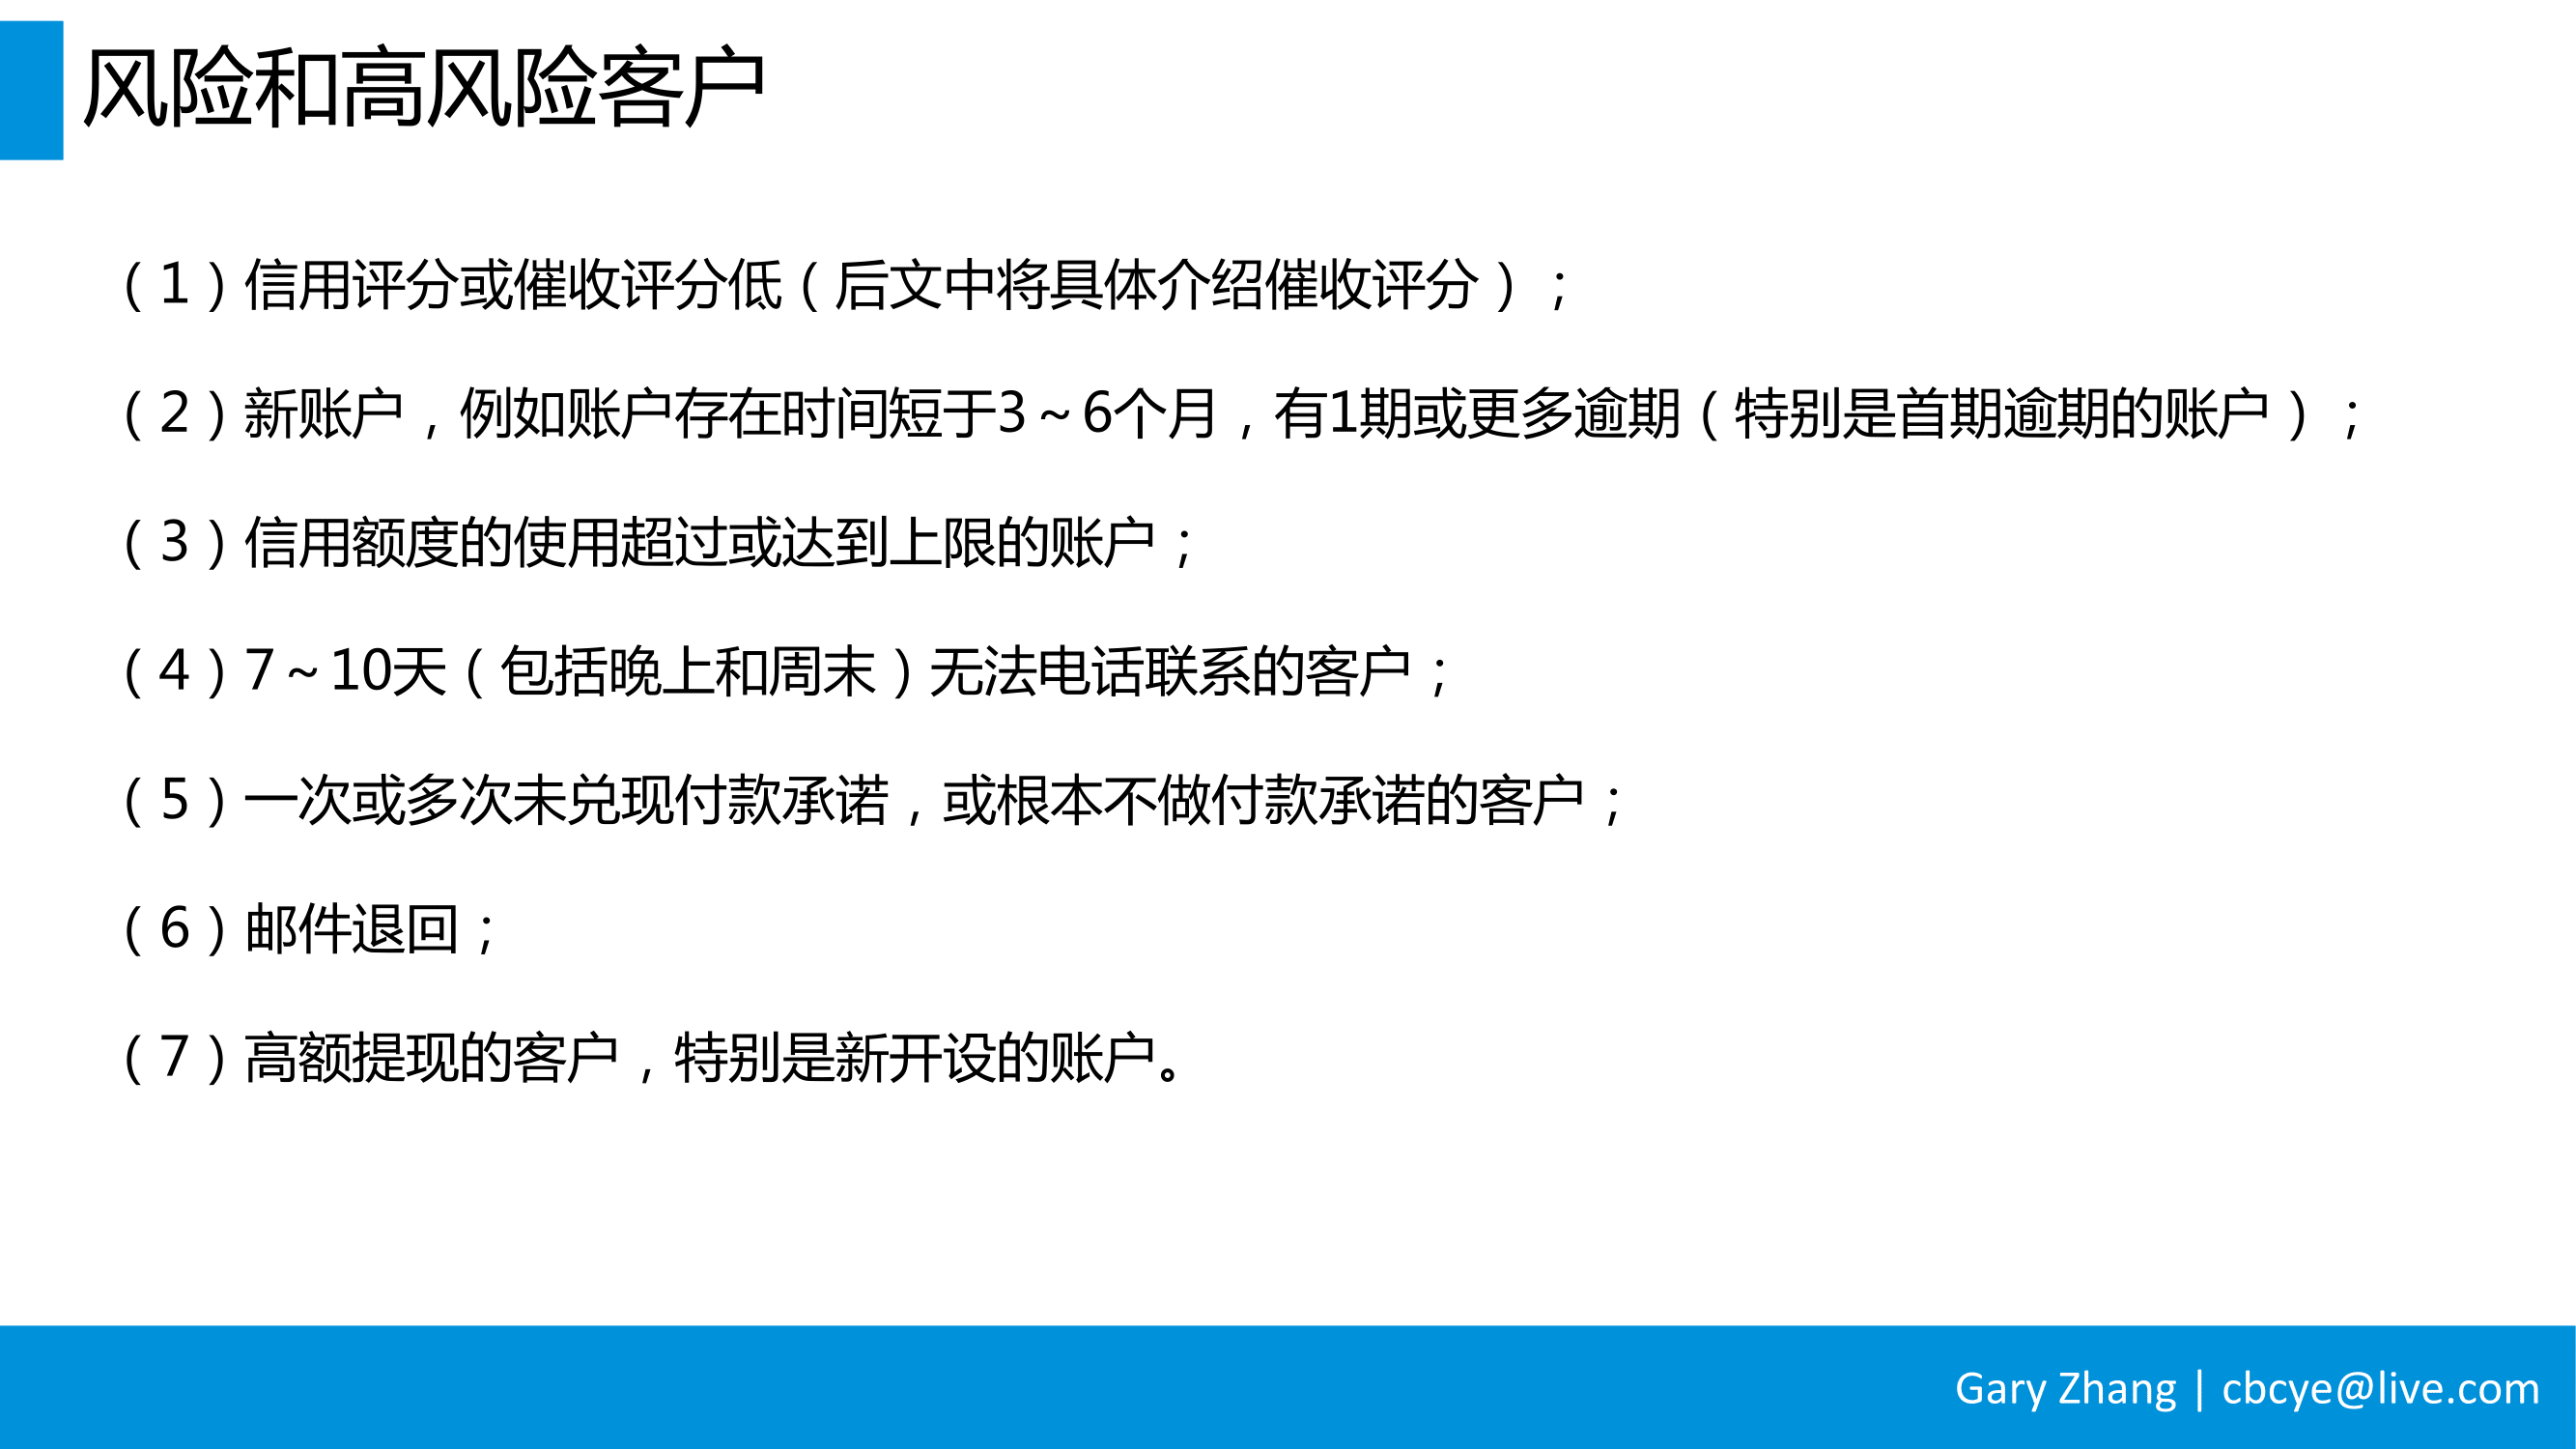 风险和高风险客户
（1）信用评分或催收评分低（后文中将具体介绍催收评分）；
（2）新账户，例如账户存在时间短于3～6个月，有1期或更多逾期（特别是首期逾期的账户）；
（3）信用额度的使用超过或达到上限的账户；
（4）7～10天（包括晚上和周末）无法电话联系的客户；
（5）一次或多次未兑现付款承诺，或根本不做付款承诺的客户；
（6）邮件退回；
（7）高额提现的客户，特别是新开设的账户。
Gary Zhang | cbcye@live.com